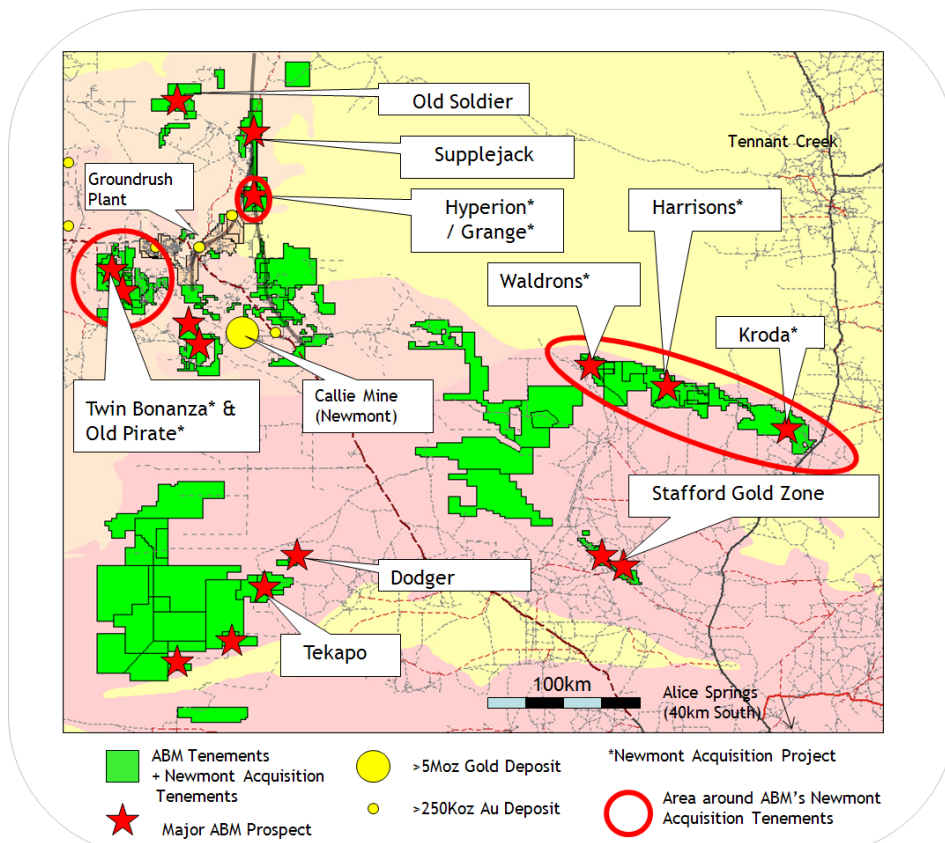 Old Soldier
Supplejack
Tennant Creek
Groundrush
Plant
Hyperion*
/ Grange*
Harrisons*
Waldrons*
Kroda*
Twin Bonanza* &
Old Pirate*
Callie Mine
(Newmont)
Stafford Gold Zone
Dodger
Tekapo
100km
Alice Springs
(40km South)
ABM Tenements
+ Newmont Acquisition
Tenements
>5Moz Gold Deposit
*Newmont Acquisition Project
Major ABM Prospect
>250Koz Au Deposit
Area around ABM's Newmont
Acquisition Tenements